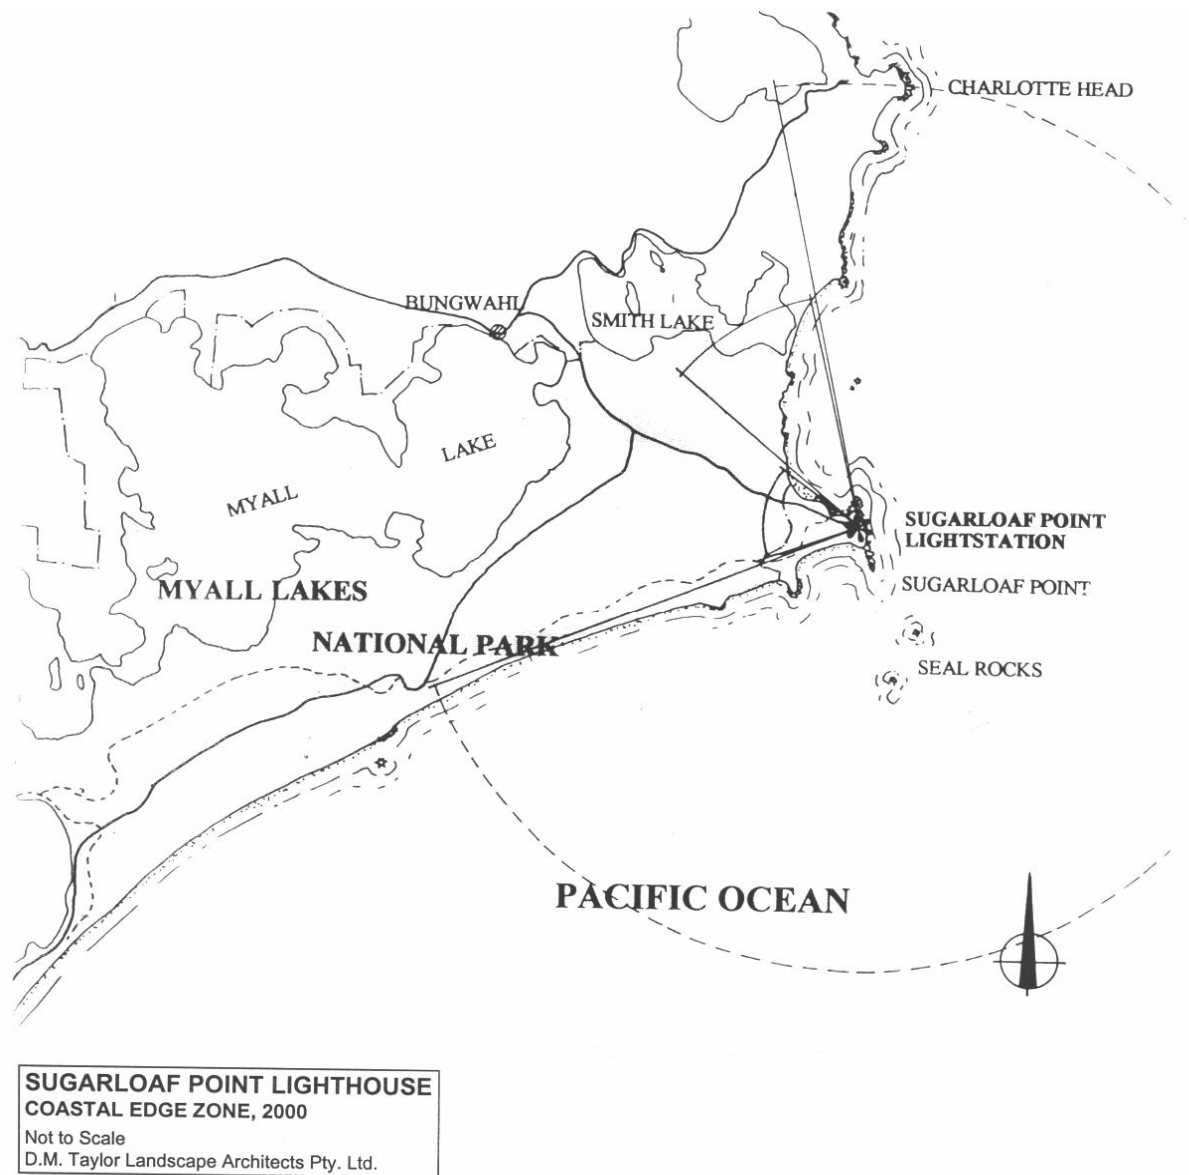 CHARLOTTE HEAD
BUNGWAHL
SMITH LAKE
LAKE
MYALL
SUGARLOAF POINT
LIGHTSTATION
SUGARLOAF POINT
MYALL LAKES
NATIONAL PARK
SEAL ROCKS
PACIFIC OCEAN
SUGARLOAF POINT LIGHTHOUSE
COASTAL EDGE ZONE, 2000
Not to Scale
D.M. Taylor Landscape Architects Pty. Ltd.